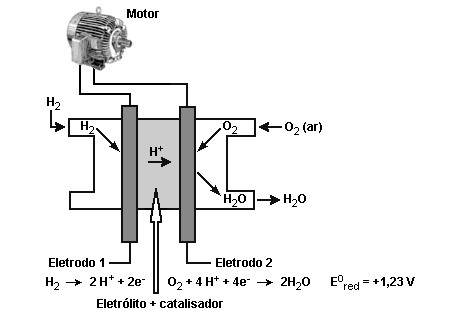 Motor
H₂
H₂
O₂
O₂ (ar)
H⁺
H₂O
H₂O
Eletrodo 1
Eletrodo 2
H₂ → 2 H⁺ + 2e⁻
O₂ + 4 H⁺ + 4e⁻ → 2H₂O E⁰red = +1,23 V
Eletrólito + catalisador